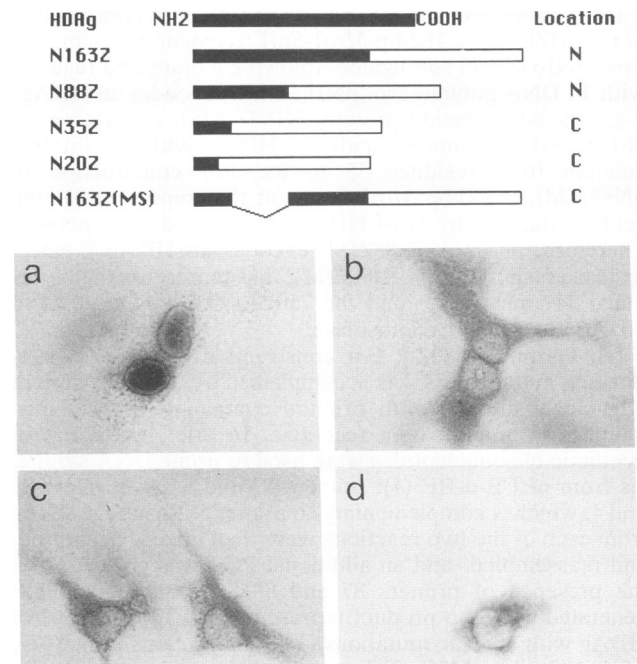 HDAg NH2 COOH Location
N163Z N
N88Z N
N35Z C
N20Z C
N163Z(MS) C
a b
c d